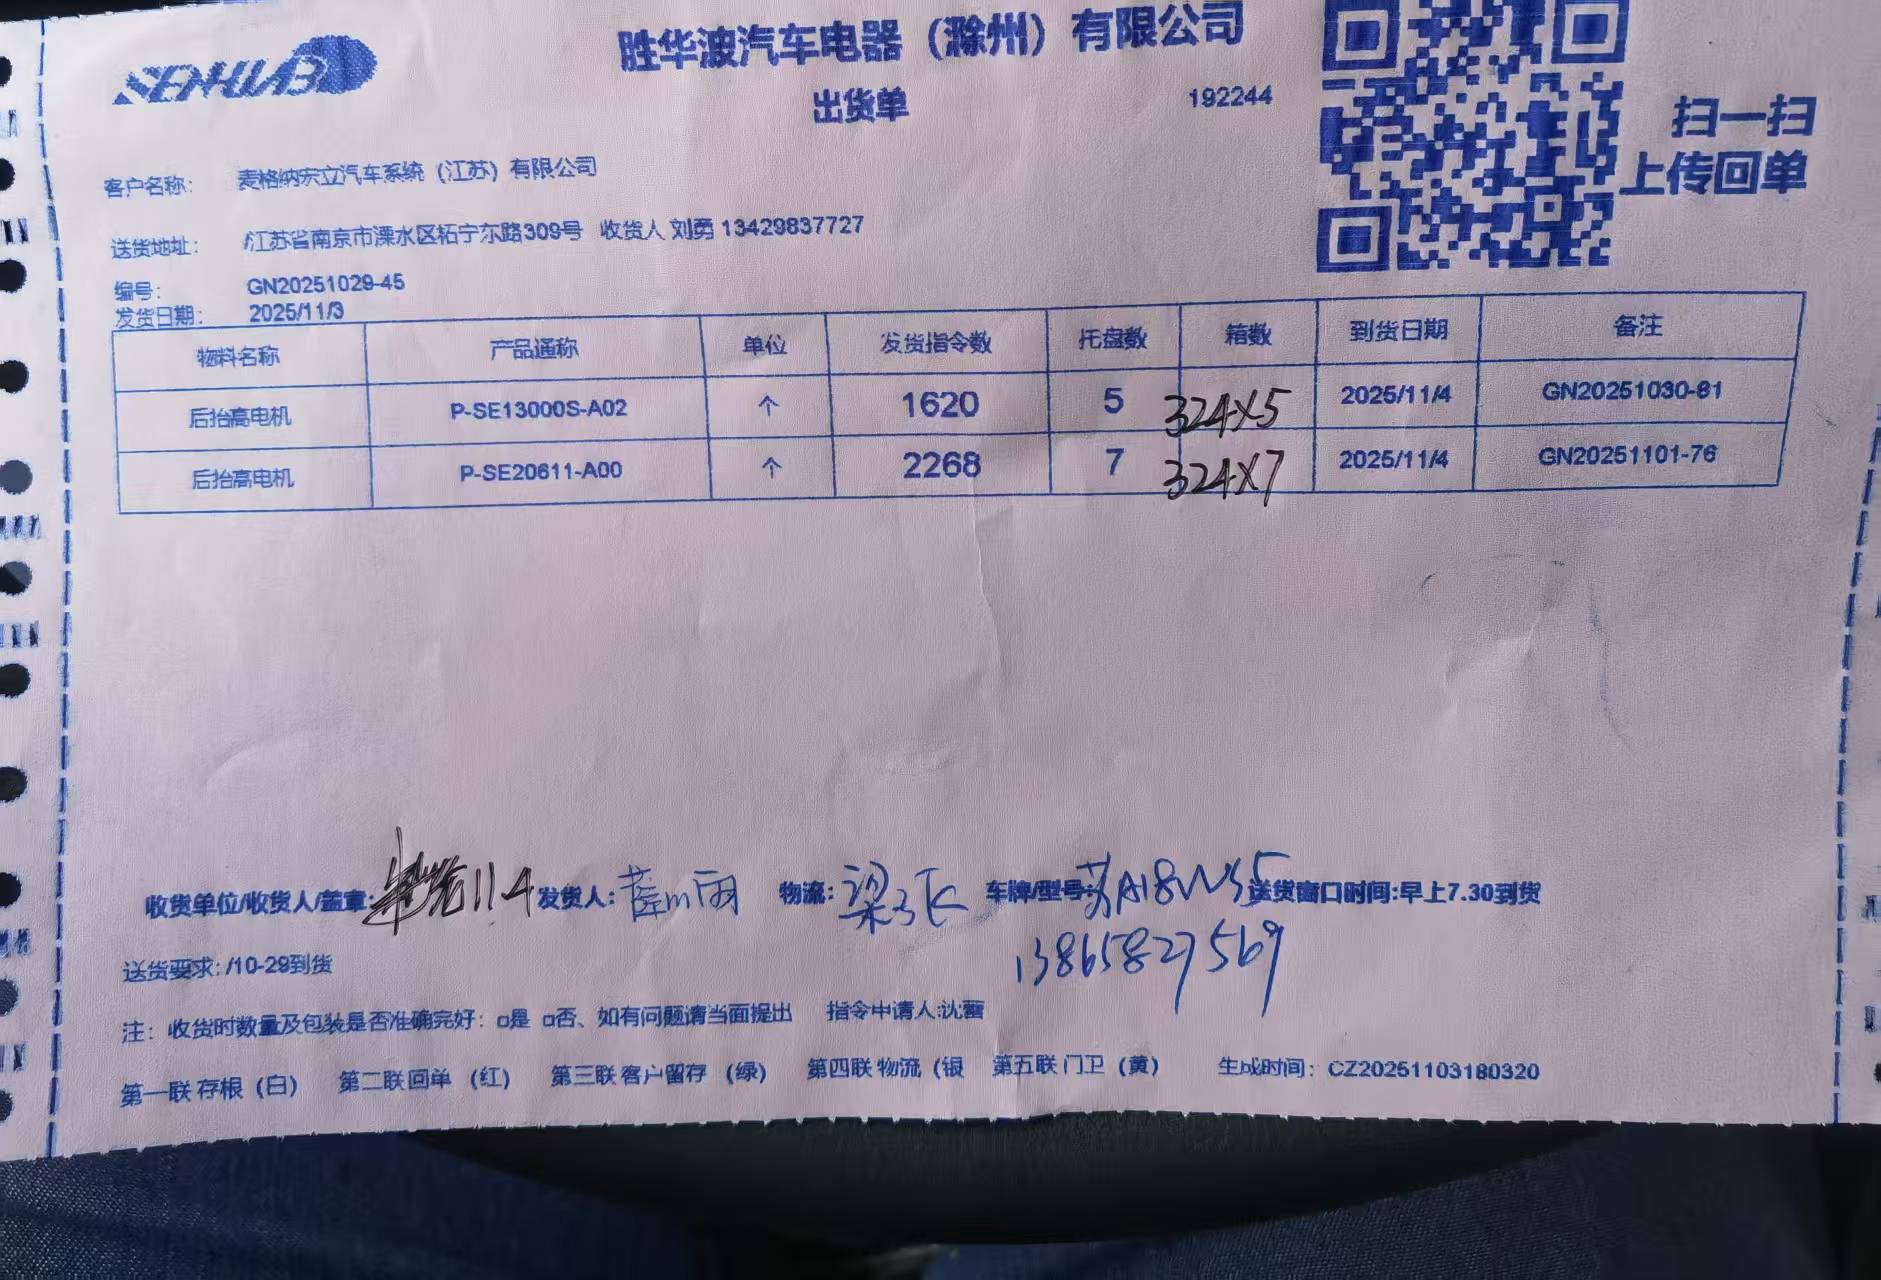 SENHWAB
胜华波汽车电器（滁州）有限公司
出货单
192244
扫一扫
上传回单
客户名称： 麦格纳宏立汽车系统（江苏）有限公司
送货地址： /江苏省南京市溧水区柘宁东路309号 收货人 刘勇 13429837727
编号： GN20251029-45
发货日期： 2025/11/3
物料名称 产品通称 单位 发货指令数 托盘数 箱数 到货日期 备注
后抬高电机 P-SE13000S-A02 个 1620 5 324X5 2025/11/4 GN20251030-81
后抬高电机 P-SE20611-A00 个 2268 7 324X7 2025/11/4 GN20251101-76
收货单位/收货人/盖章: 11.4 发货人: 物流: 梁 车牌/型号: 苏A18 送货窗口时间:早上7.30到货
13865827569
送货要求: /10-29到货
注： 收货时数量及包装是否准确完好： □是 □否、如有问题请当面提出 指令申请人:沈蕾
第一联 存根（白） 第二联 回单 （红） 第三联 客户留存 （绿） 第四联 物流（银 第五联 门卫（黄） 生成时间： CZ20251103180320